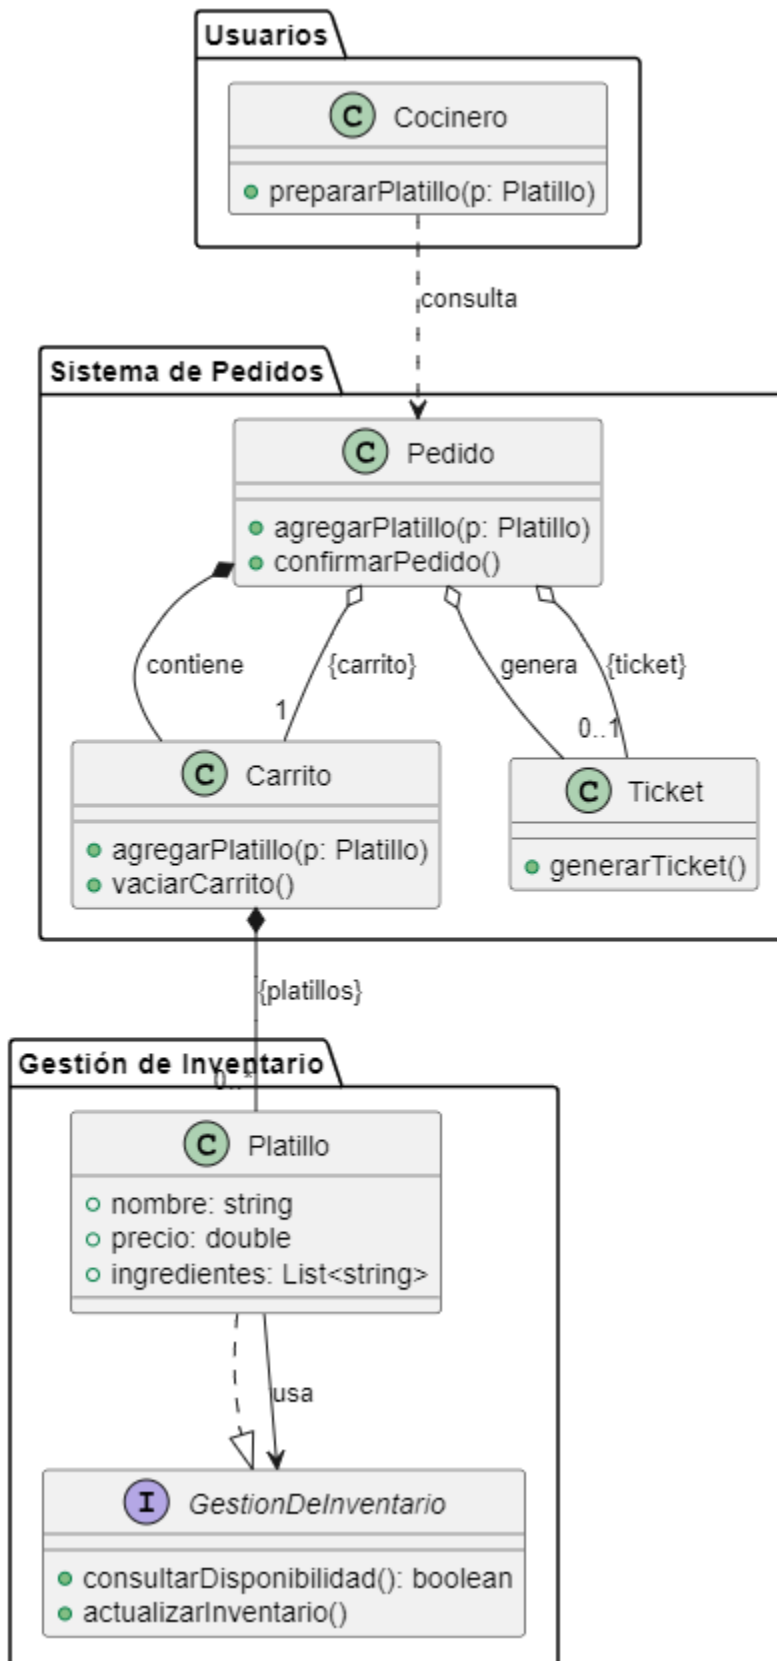 Usuarios
C Cocinero
prepararPlatillo(p: Platillo)
consulta
Sistema de Pedidos
C Pedido
agregarPlatillo(p: Platillo)
confirmarPedido()
contiene {carrito} genera {ticket}
1 0..1
C Carrito
C Ticket
agregarPlatillo(p: Platillo)
vaciarCarrito()
generarTicket()
{platillos}
Gestión de Inventario
0..*
C Platillo
nombre: string
precio: double
ingredientes: List<string>
usa
I GestionDeInventario
consultarDisponibilidad(): boolean
actualizarInventario()